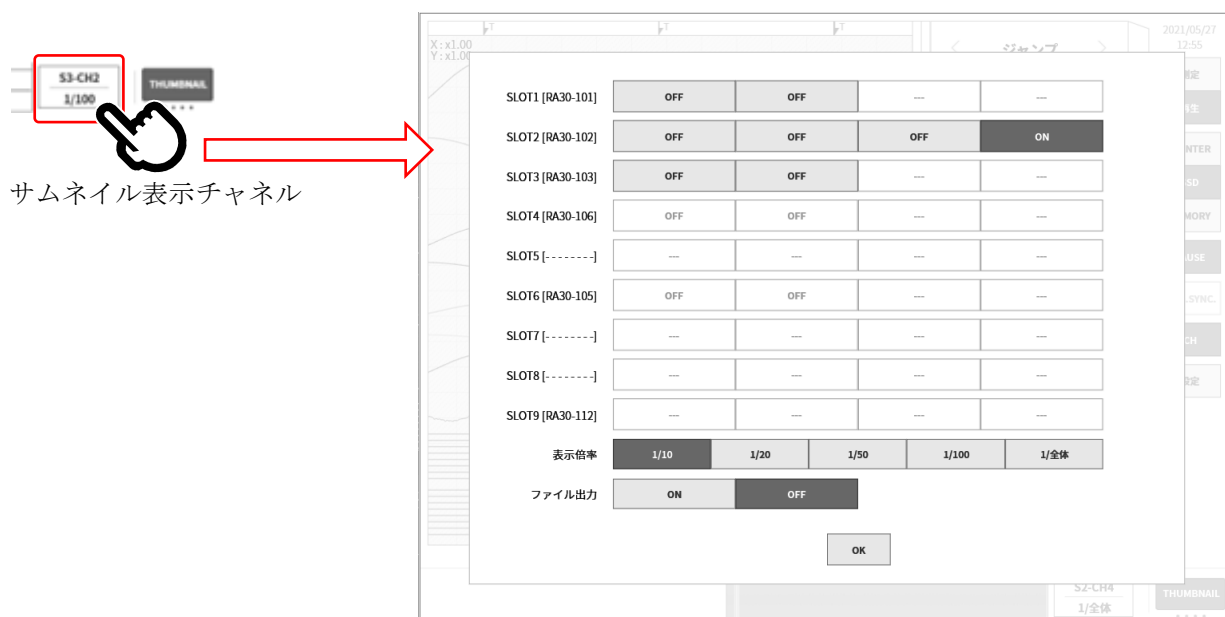 S3-CH2
1/100
THUMBNAIL
サムネイル表示チャネル
T T T
X : x1.00
Y : x1.00
ジャンプ
2021/05/27
12:55
SLOT1 [RA30-101] OFF OFF --- ---
SLOT2 [RA30-102] OFF OFF OFF ON
SLOT3 [RA30-103] OFF OFF --- ---
SLOT4 [RA30-106] OFF OFF --- ---
SLOT5 [--------] --- --- --- ---
SLOT6 [RA30-105] OFF OFF --- ---
SLOT7 [--------] --- --- --- ---
SLOT8 [--------] --- --- --- ---
SLOT9 [RA30-112] --- --- --- ---
表示倍率 1/10 1/20 1/50 1/100 1/全体
ファイル出力 ON OFF
OK
S2-CH4
1/全体
THUMBNAIL